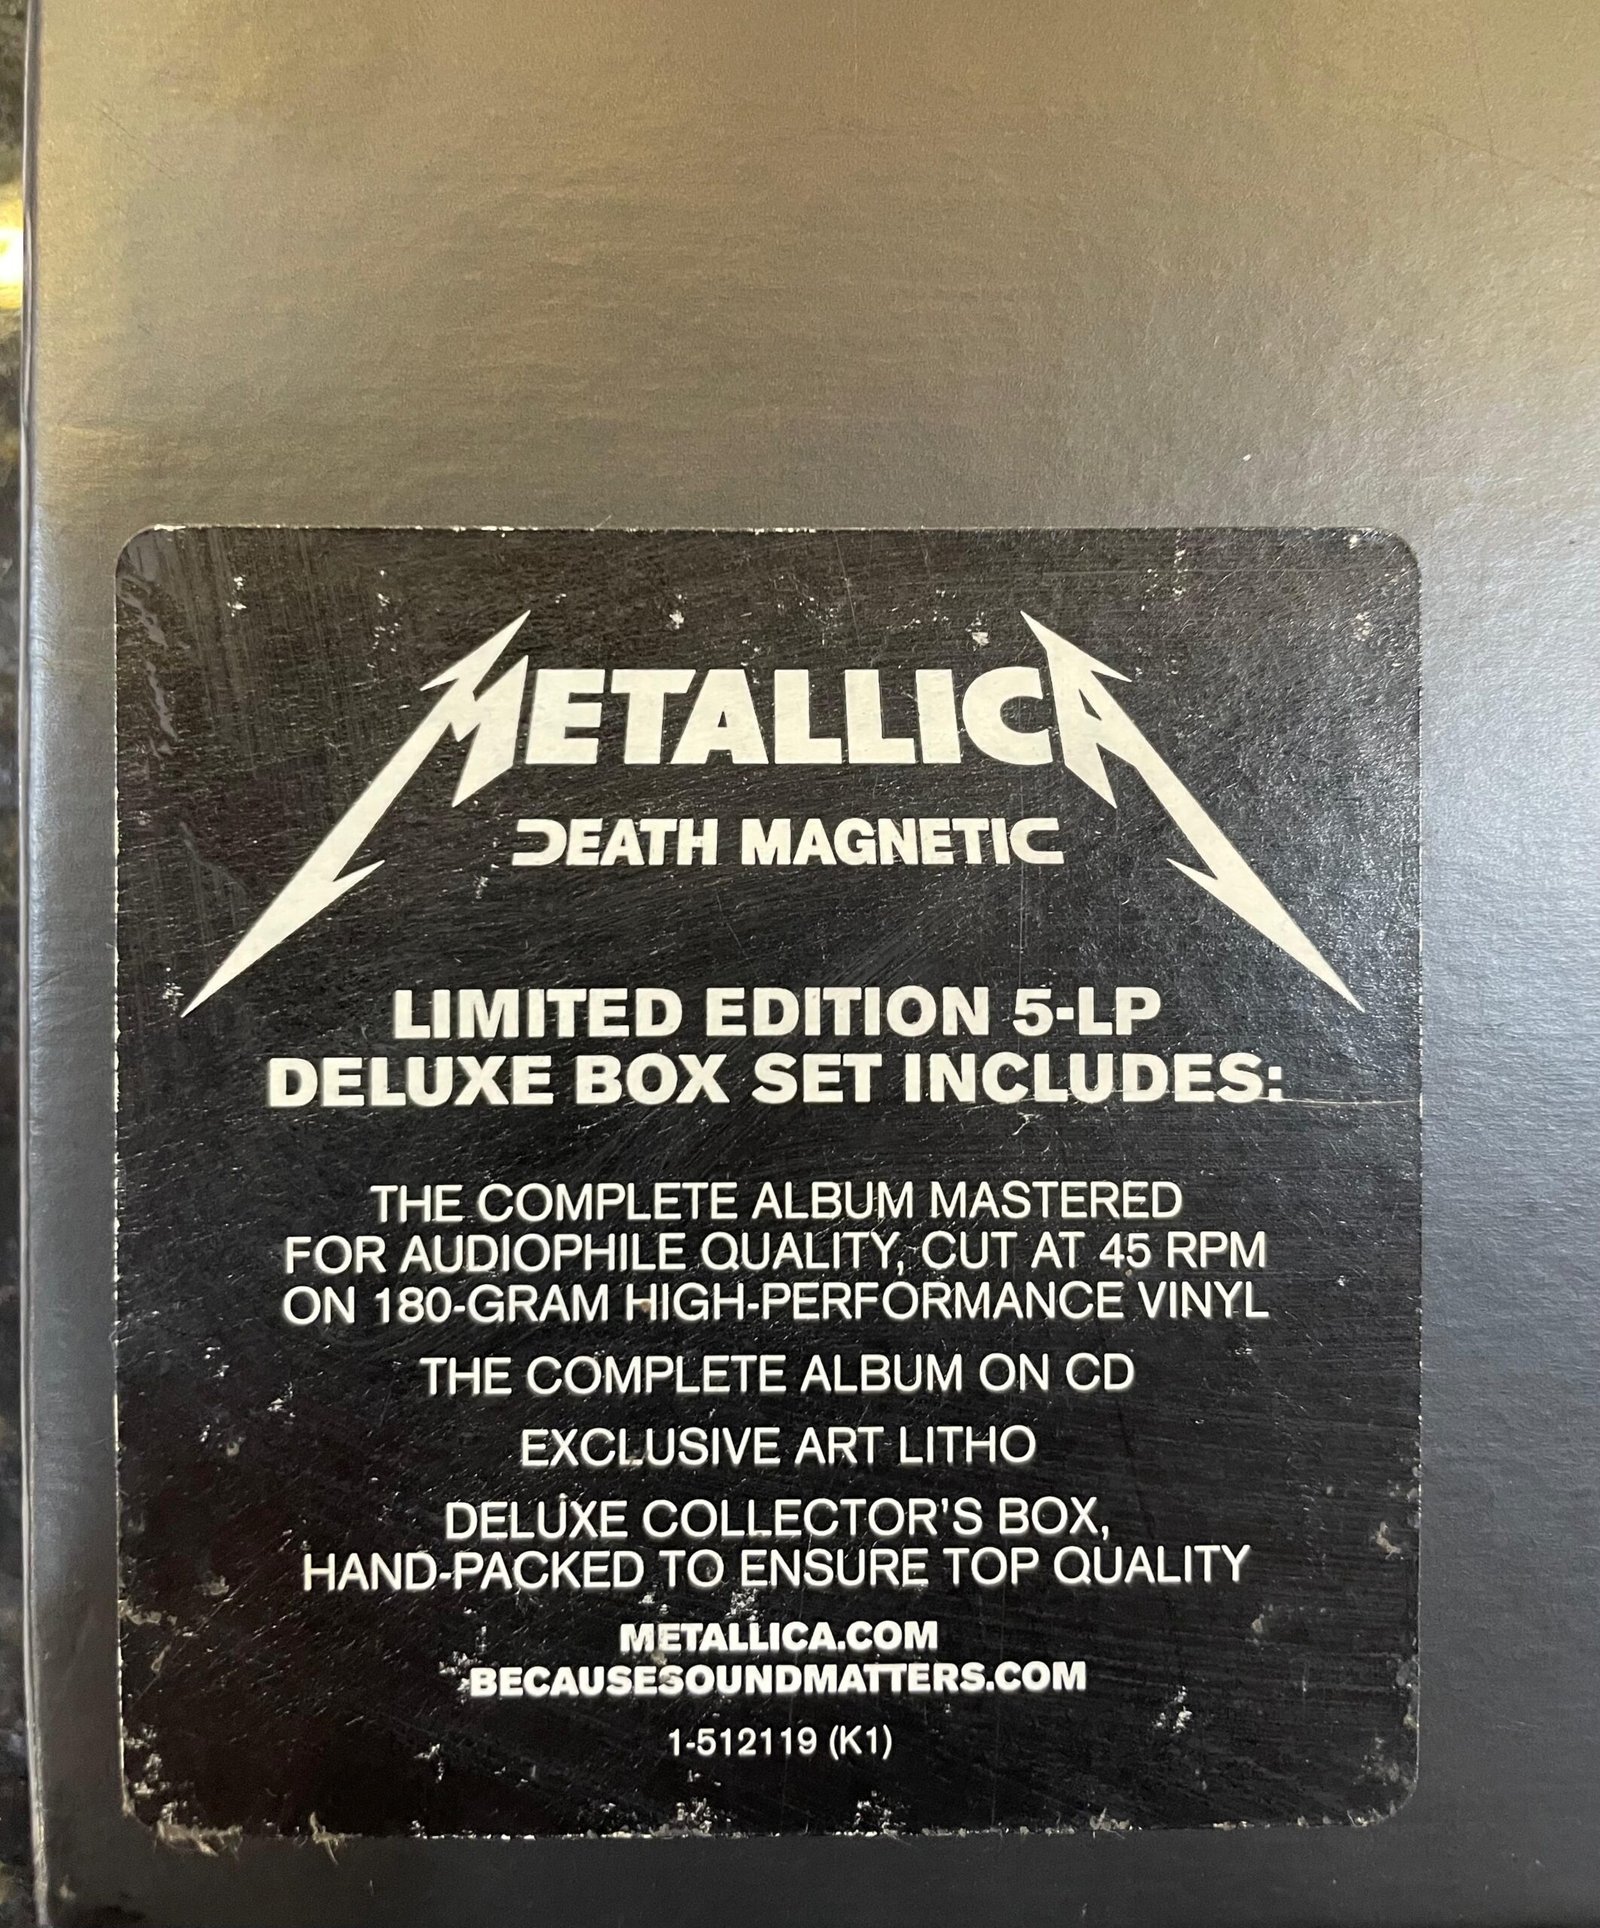 METALLICA
DEATH MAGNETIC
LIMITED EDITION 5-LP
DELUXE BOX SET INCLUDES:
THE COMPLETE ALBUM MASTERED
FOR AUDIOPHILE QUALITY, CUT AT 45 RPM
ON 180-GRAM HIGH-PERFORMANCE VINYL
THE COMPLETE ALBUM ON CD
EXCLUSIVE ART LITHO
DELUXE COLLECTOR'S BOX,
HAND-PACKED TO ENSURE TOP QUALITY
METALLICA.COM
BECAUSESOUNDMATTERS.COM
1-512119 (K1)